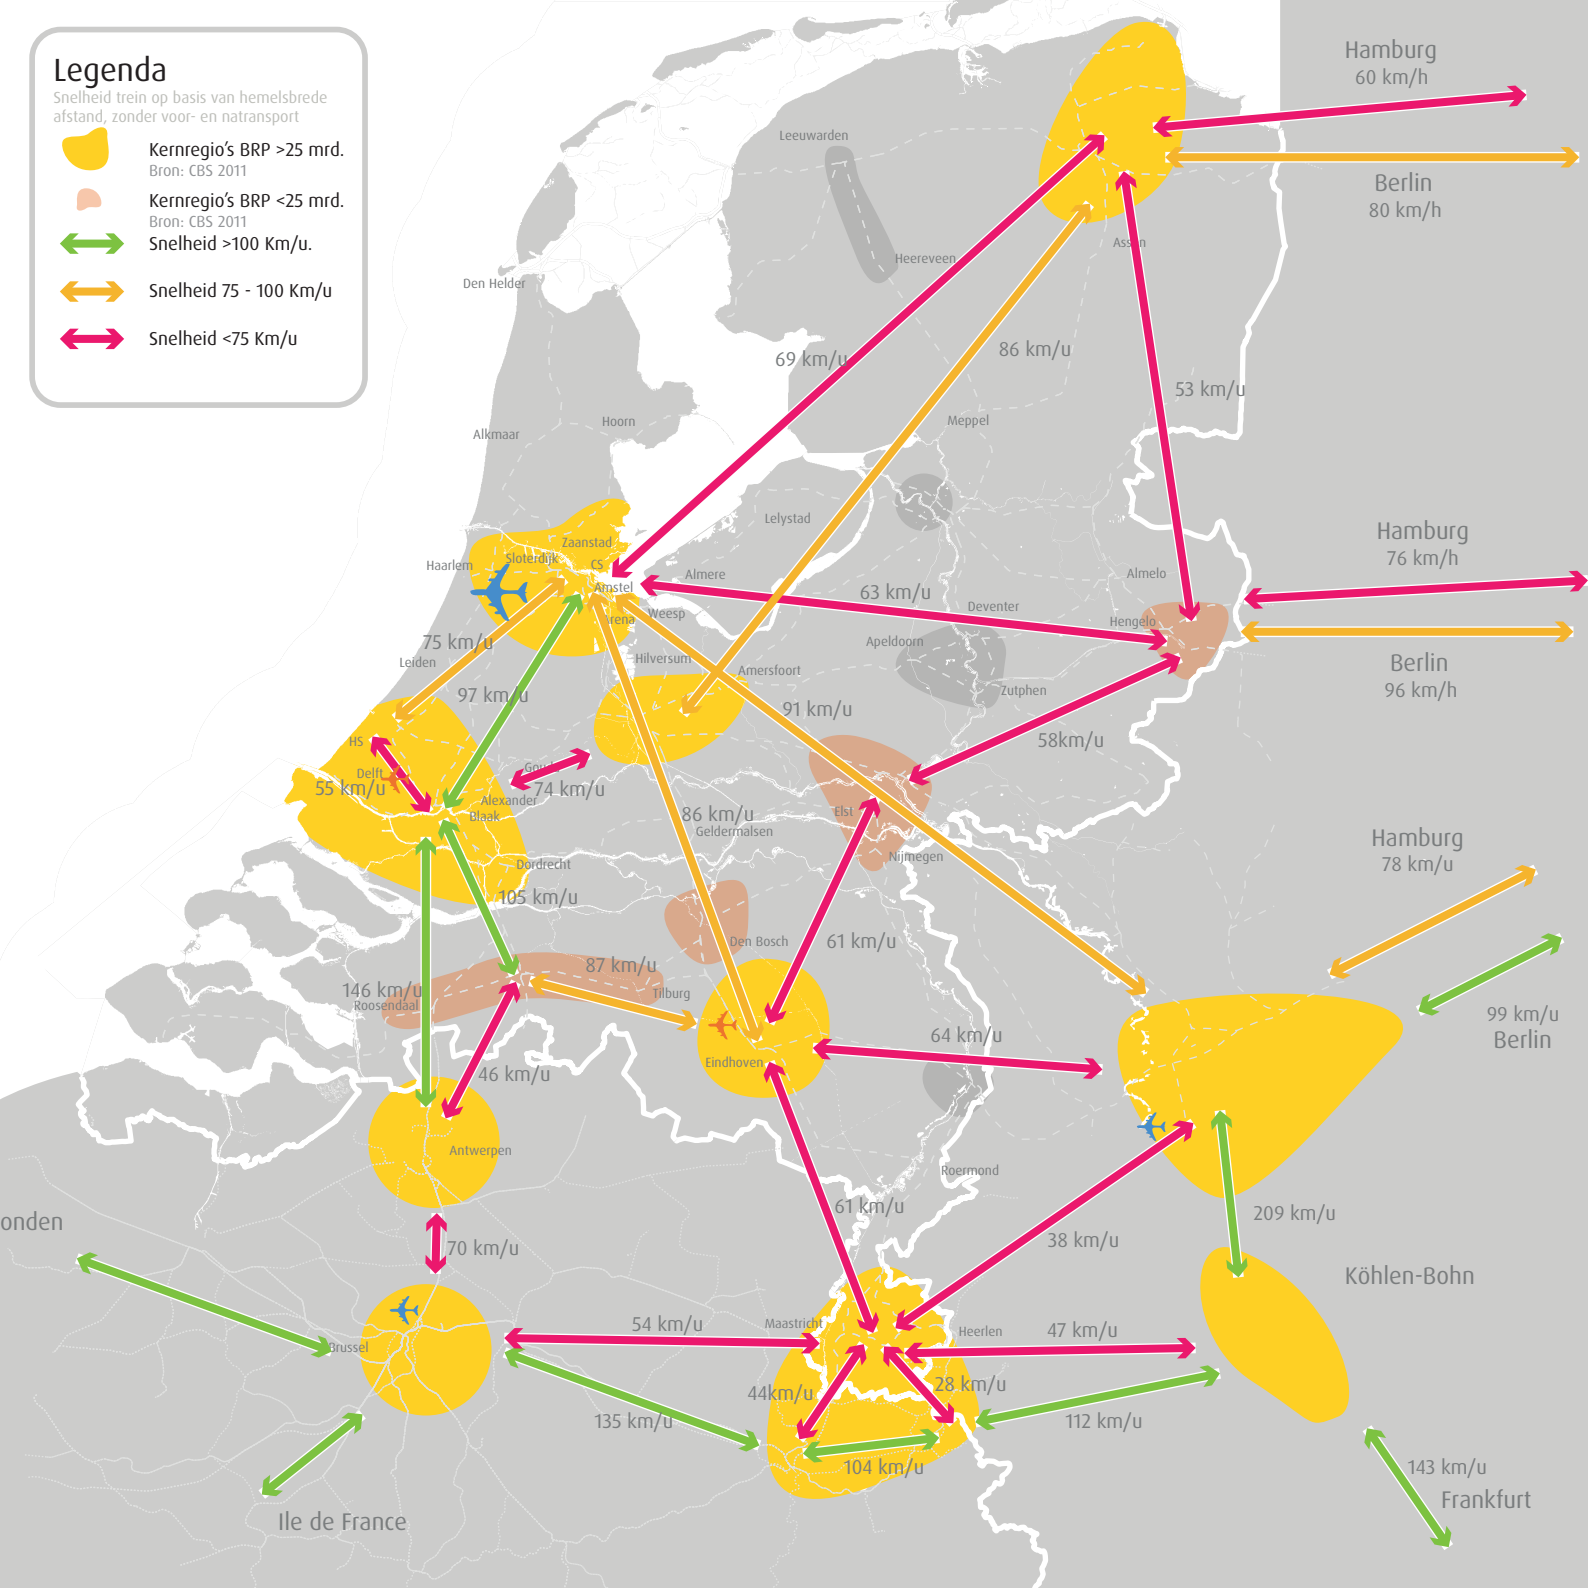 Legenda
Snelheid trein op basis van hemelsbrede
afstand, zonder voor- en natransport
Kernregio's BRP >25 mrd.
Bron: CBS 2011
Kernregio's BRP <25 mrd.
Bron: CBS 2011
Snelheid >100 Km/u.
Snelheid 75 - 100 Km/u
Snelheid <75 Km/u
Hamburg
60 km/h
Berlin
80 km/h
Leeuwarden
Heereveen
Assen
Den Helder
69 km/u
86 km/u
53 km/u
Hoorn
Alkmaar
Meppel
Lelystad
Hamburg
76 km/h
Zaanstad
Sloterdijk
CS
Haarlem
Amstel
Almere
Almelo
63 km/u
Deventer
Weesp
Arena
Hengelo
75 km/u
Apeldoorn
Leiden
Hilversum
Amersfoort
Berlin
96 km/h
Zutphen
97 km/u
91 km/u
58km/u
HS
Delft
Gouda
55 km/u
74 km/u
Alexander
Blaak
86 km/u
Geldermalsen
Elst
Hamburg
78 km/u
Nijmegen
Dordrecht
105 km/u
Den Bosch
61 km/u
87 km/u
146 km/u
Tilburg
Roosendaal
99 km/u
Berlin
64 km/u
Eindhoven
46 km/u
Antwerpen
Roermond
61 km/u
209 km/u
onden
38 km/u
70 km/u
Köhlen-Bohn
54 km/u
Maastricht
Heerlen
47 km/u
Brussel
44km/u
28 km/u
135 km/u
112 km/u
104 km/u
143 km/u
Frankfurt
Ile de France